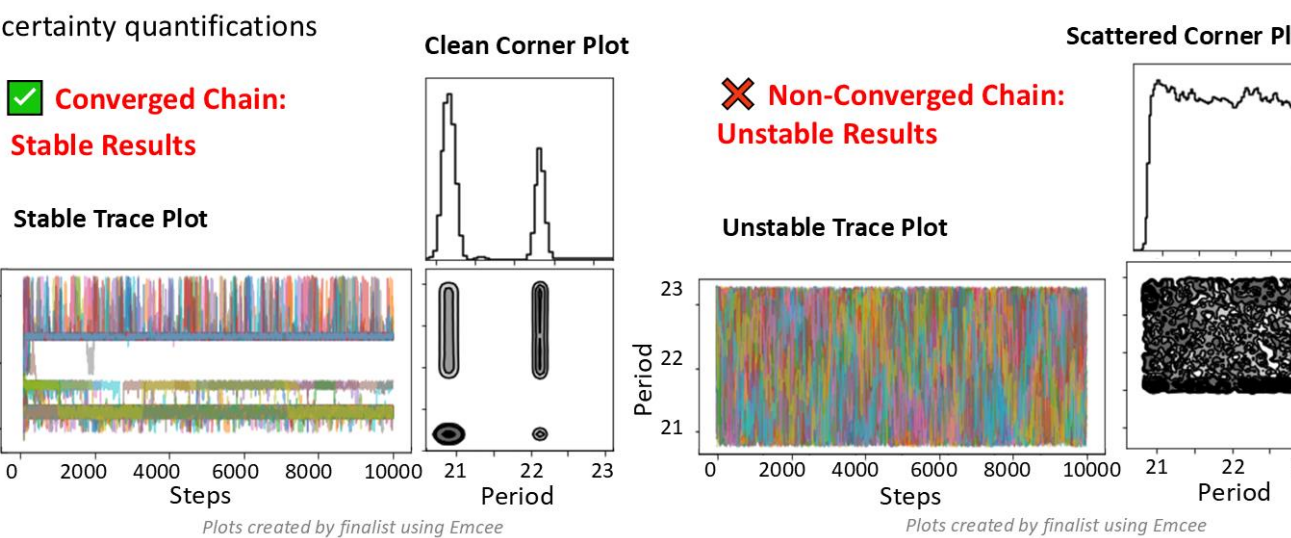 certainty quantifications
Clean Corner Plot
Converged Chain:
Stable Results
Stable Trace Plot
0 2000 4000 6000 8000 10000
Steps
21 22 23
Period
Plots created by finalist using Emcee
Scattered Corner Pl
Non-Converged Chain:
Unstable Results
Unstable Trace Plot
23
22
21
Period
0 2000 4000 6000 8000 10000
Steps
21 22
Period
Plots created by finalist using Emcee